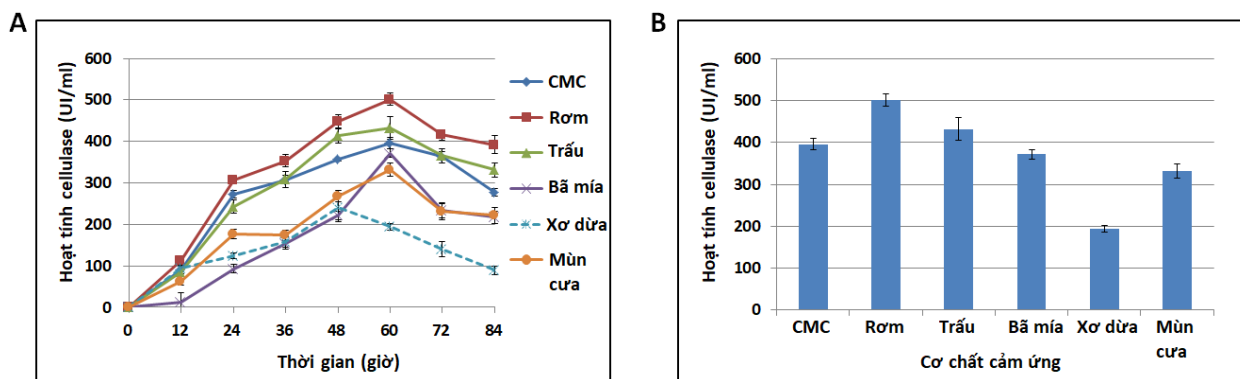 A
Hoạt tính cellulase (UI/ml)
600
500
400
300
200
100
0
0 12 24 36 48 60 72 84
Thời gian (giờ)
CMC
Rơm
Trấu
Bã mía
Xơ dừa
Mùn
cưa
B
Hoạt tính cellulase (UI/ml)
600
500
400
300
200
100
0
CMC Rơm Trấu Bã mía Xơ dừa Mùn
cưa
Cơ chất cảm ứng